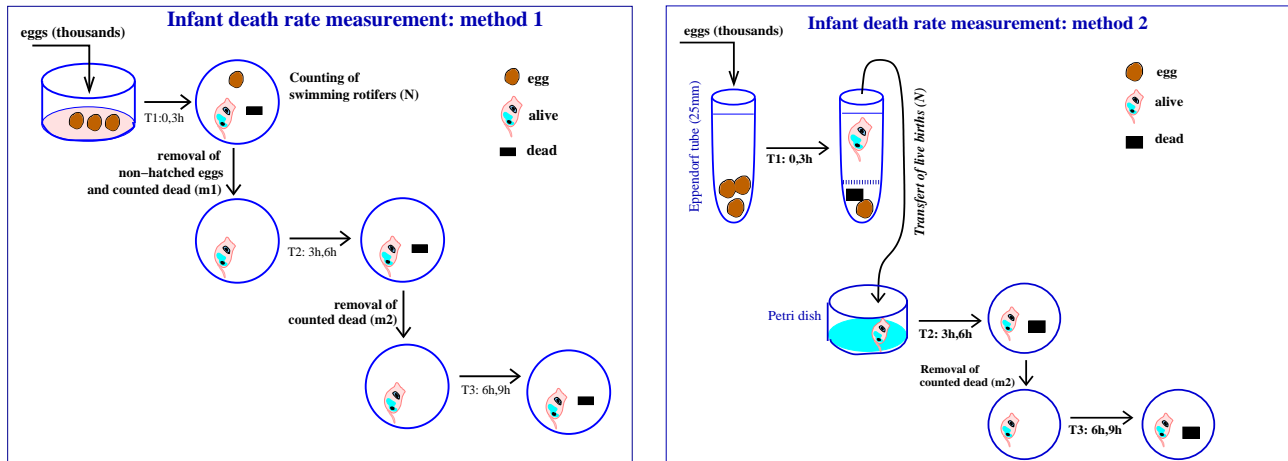 Infant death rate measurement: method 1
eggs (thousands)
T1:0,3h
Counting of
swimming rotifers (N)
egg
alive
dead
removal of
non−hatched eggs
and counted dead (m1)
T2: 3h,6h
removal of
counted dead (m2)
T3: 6h,9h
Infant death rate measurement: method 2
eggs (thousands)
Eppendorf tube (25mm)
T1: 0,3h
Transfert of live births (N)
egg
alive
dead
Petri dish
T2: 3h,6h
Removal of
counted dead (m2)
T3: 6h,9h